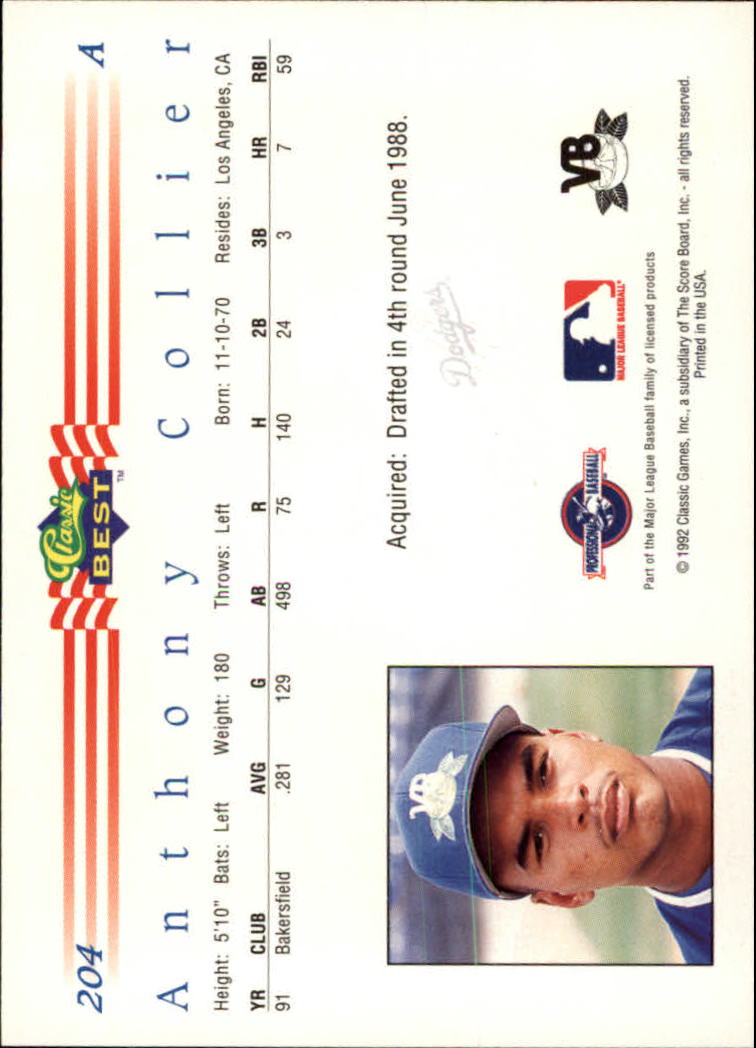 204 Classic BEST™ A
Anthony Collier
Height: 5'10" Bats: Left Weight: 180 Throws: Left Born: 11-10-70 Resides: Los Angeles, CA
YR CLUB AVG G AB R H 2B 3B HR RBI
91 Bakersfield .281 129 498 75 140 24 3 7 59
VB
Acquired: Drafted in 4th round June 1988.
Dodgers
PROFESSIONAL BASEBALL
MAJOR LEAGUE BASEBALL®
VB
Part of the Major League Baseball family of licensed products
© 1992 Classic Games, Inc., a subsidiary of The Score Board, Inc. - all rights reserved.
Printed in the USA.